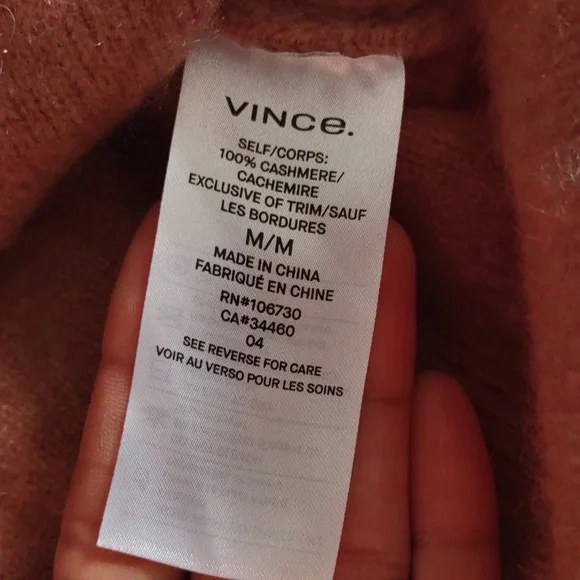 VINCe.
SELF/CORPS:
100% CASHMERE/
CACHEMIRE
EXCLUSIVE OF TRIM/SAUF
LES BORDURES
M/M
MADE IN CHINA
FABRIQUÉ EN CHINE
RN#106730
CA#34460
04
SEE REVERSE FOR CARE
VOIR AU VERSO POUR LES SOINS